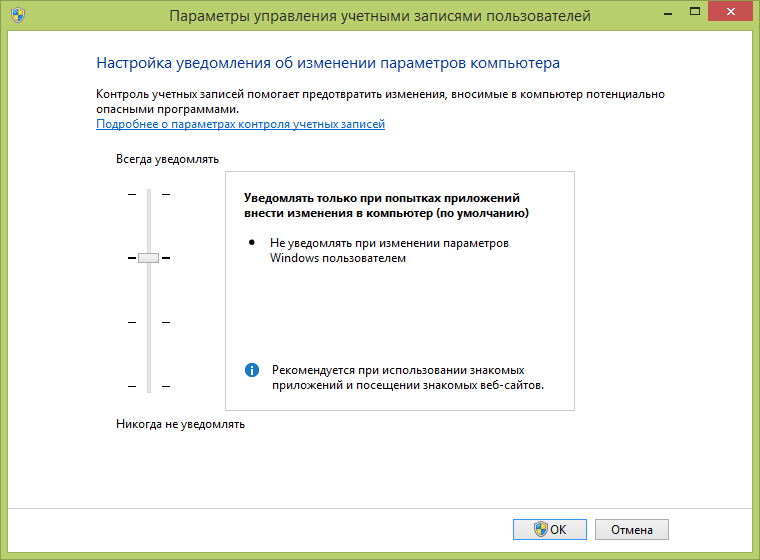 Параметры управления учетными записями пользователей
Настройка уведомления об изменении параметров компьютера
Контроль учетных записей помогает предотвратить изменения, вносимые в компьютер потенциально
опасными программами.
Подробнее о параметрах контроля учетных записей
Всегда уведомлять
Уведомлять только при попытках приложений
внести изменения в компьютер (по умолчанию)
• Не уведомлять при изменении параметров
Windows пользователем
Рекомендуется при использовании знакомых
приложений и посещении знакомых веб-сайтов.
Никогда не уведомлять
ОК
Отмена